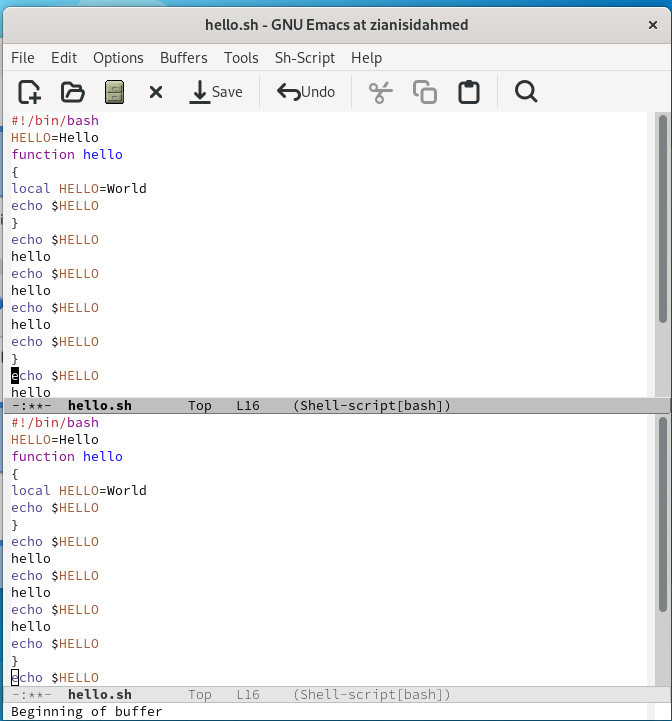 hello.sh - GNU Emacs at zianisidahmed
File Edit Options Buffers Tools Sh-Script Help
Save Undo
#!/bin/bash
HELLO=Hello
function hello
{
local HELLO=World
echo $HELLO
}
echo $HELLO
hello
echo $HELLO
hello
echo $HELLO
hello
echo $HELLO
}
echo $HELLO
hello
-:**- hello.sh Top L16 (Shell-script[bash])
#!/bin/bash
HELLO=Hello
function hello
{
local HELLO=World
echo $HELLO
}
echo $HELLO
hello
echo $HELLO
hello
echo $HELLO
hello
echo $HELLO
}
echo $HELLO
-:**- hello.sh Top L16 (Shell-script[bash])
Beginning of buffer